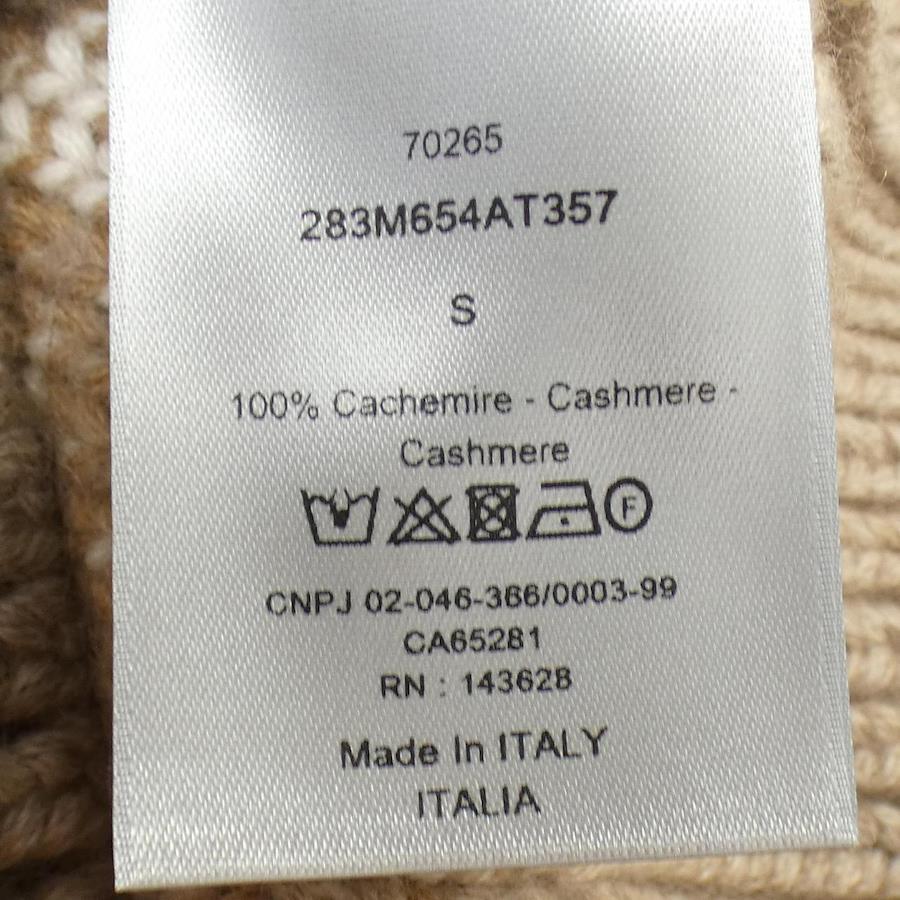 70265
283M654AT357
S
100% Cachemire - Cashmere -
Cashmere
F
CNPJ 02-046-366/0003-99
CA65281
RN : 143628
Made In ITALY
ITALIA